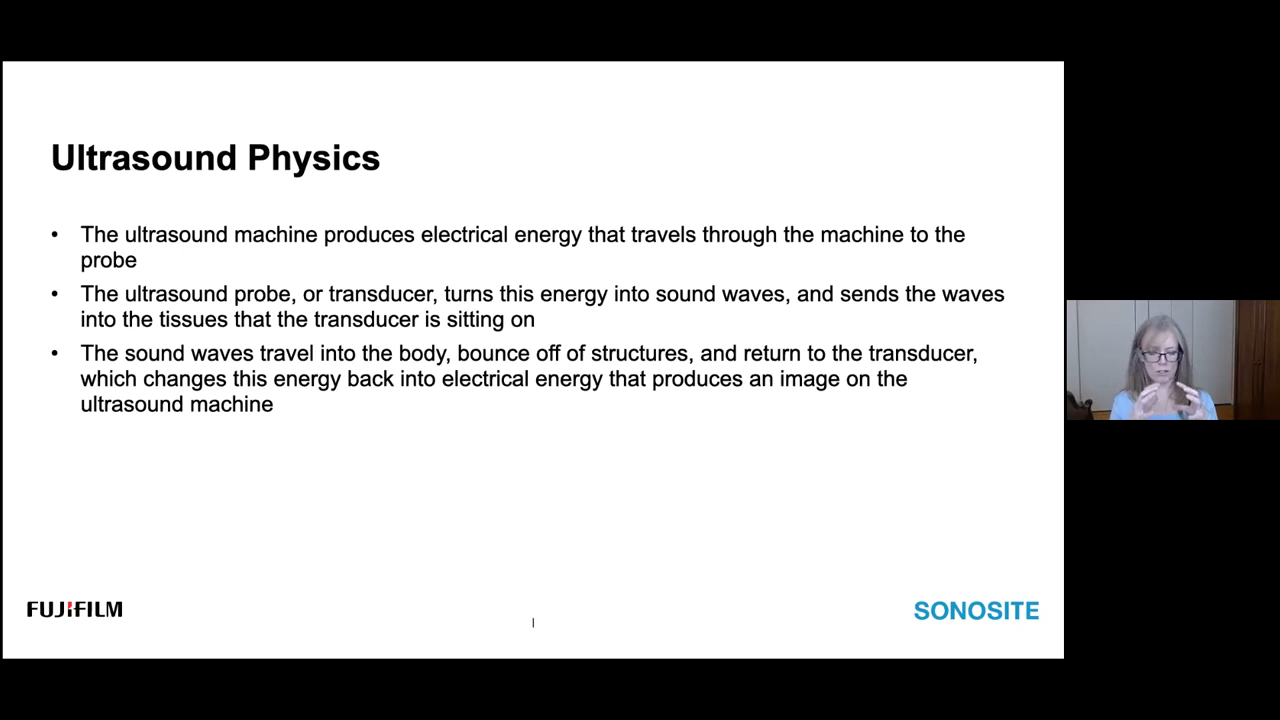 Ultrasound Physics
• The ultrasound machine produces electrical energy that travels through the machine to the
probe
• The ultrasound probe, or transducer, turns this energy into sound waves, and sends the waves
into the tissues that the transducer is sitting on
• The sound waves travel into the body, bounce off of structures, and return to the transducer,
which changes this energy back into electrical energy that produces an image on the
ultrasound machine
FUJIFILM
SONOSITE